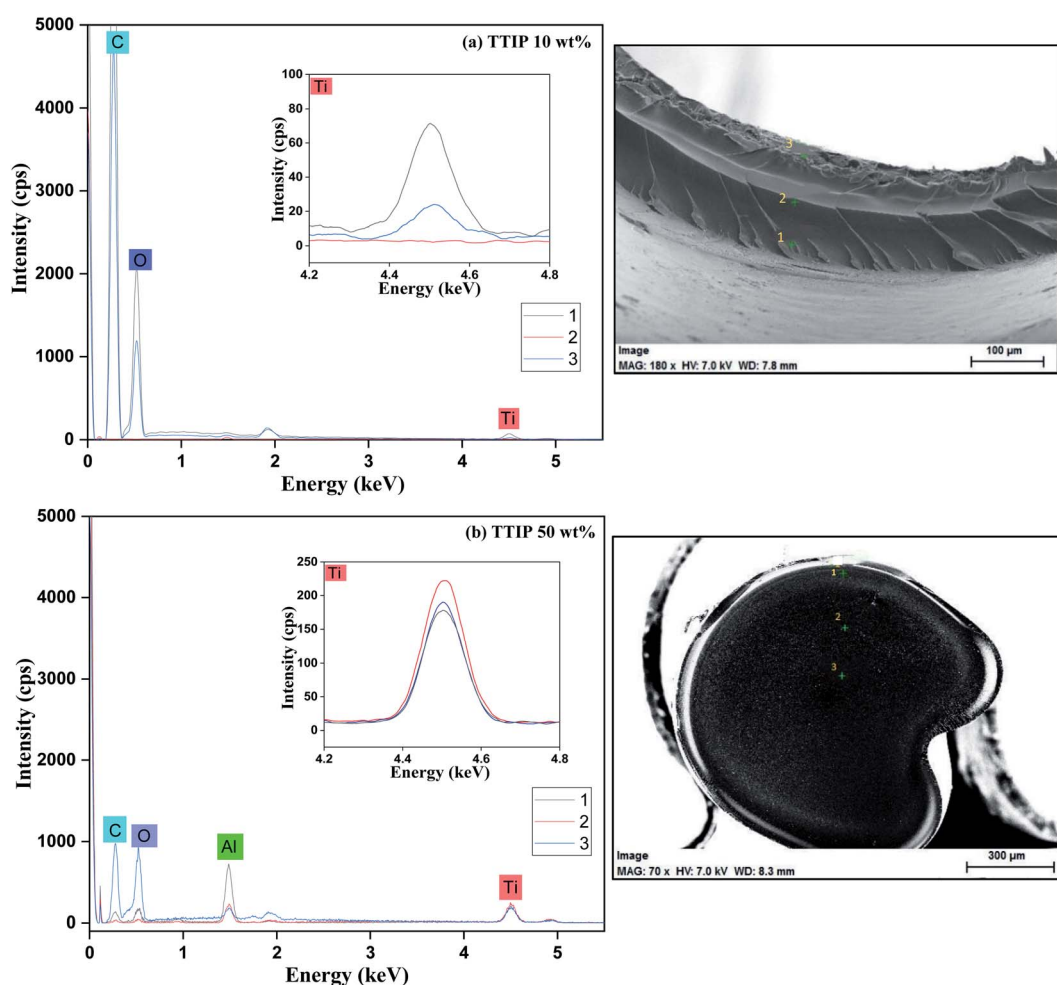 (a) TTIP 10 wt%
5000
4000
3000
2000
1000
0
Intensity (cps)
0 1 2 3 4 5
Energy (keV)
C
O
Ti
Ti
100
80
60
40
20
0
Intensity (cps)
4.2 4.4 4.6 4.8
Energy (keV)
1
2
3
3
2
1
Image
MAG: 180 x HV: 7.0 kV WD: 7.8 mm
100 µm
(b) TTIP 50 wt%
5000
4000
3000
2000
1000
0
Intensity (cps)
0 1 2 3 4 5
Energy (keV)
C
O
Al
Ti
Ti
250
200
150
100
50
0
Intensity (cps)
4.2 4.4 4.6 4.8
Energy (keV)
1
2
3
1
2
3
Image
MAG: 70 x HV: 7.0 kV WD: 8.3 mm
300 µm